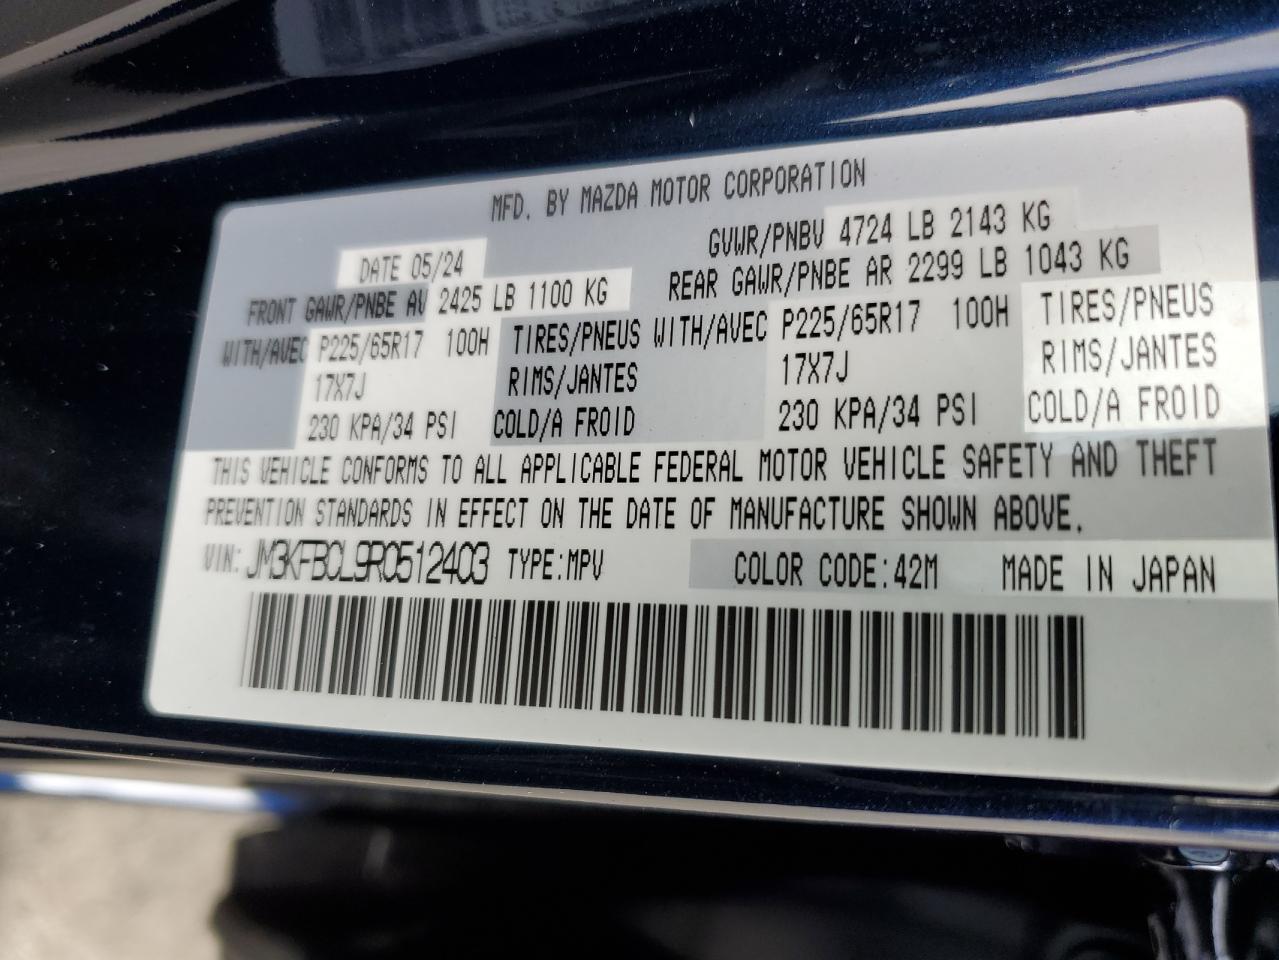 MFD. BY MAZDA MOTOR CORPORATION
DATE 05/24 GVWR/PNBV 4724 LB 2143 KG
FRONT GAWR/PNBE AV 2425 LB 1100 KG REAR GAWR/PNBE AR 2299 LB 1043 KG
WITH/AVEC P225/65R17 100H TIRES/PNEUS WITH/AVEC P225/65R17 100H TIRES/PNEUS
17X7J RIMS/JANTES 17X7J RIMS/JANTES
230 KPA/34 PSI COLD/A FROID 230 KPA/34 PSI COLD/A FROID
THIS VEHICLE CONFORMS TO ALL APPLICABLE FEDERAL MOTOR VEHICLE SAFETY AND THEFT
PREVENTION STANDARDS IN EFFECT ON THE DATE OF MANUFACTURE SHOWN ABOVE.
VIN: JM3KFBCL9R0512403 TYPE:MPV COLOR CODE:42M MADE IN JAPAN